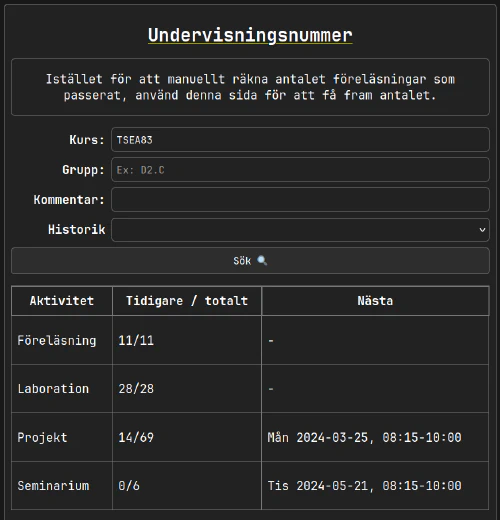 Undervisningsnummer
Istället för att manuellt räkna antalet föreläsningar som
passerat, använd denna sida för att få fram antalet.
Kurs: TSEA83
Grupp: Ex: D2.C
Kommentar:
Historik
Sök 🔍
Aktivitet Tidigare / totalt Nästa
Föreläsning 11/11 -
Laboration 28/28 -
Projekt 14/69 Mån 2024-03-25, 08:15-10:00
Seminarium 0/6 Tis 2024-05-21, 08:15-10:00